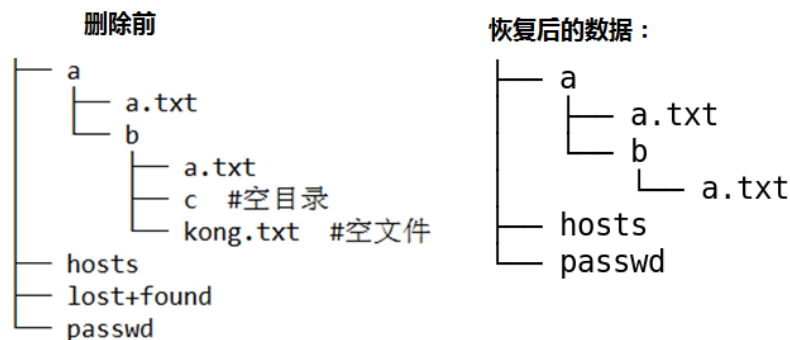 删除前
a
a.txt
b
a.txt
c #空目录
kong.txt #空文件
hosts
lost+found
passwd
恢复后的数据：
a
a.txt
b
a.txt
hosts
passwd